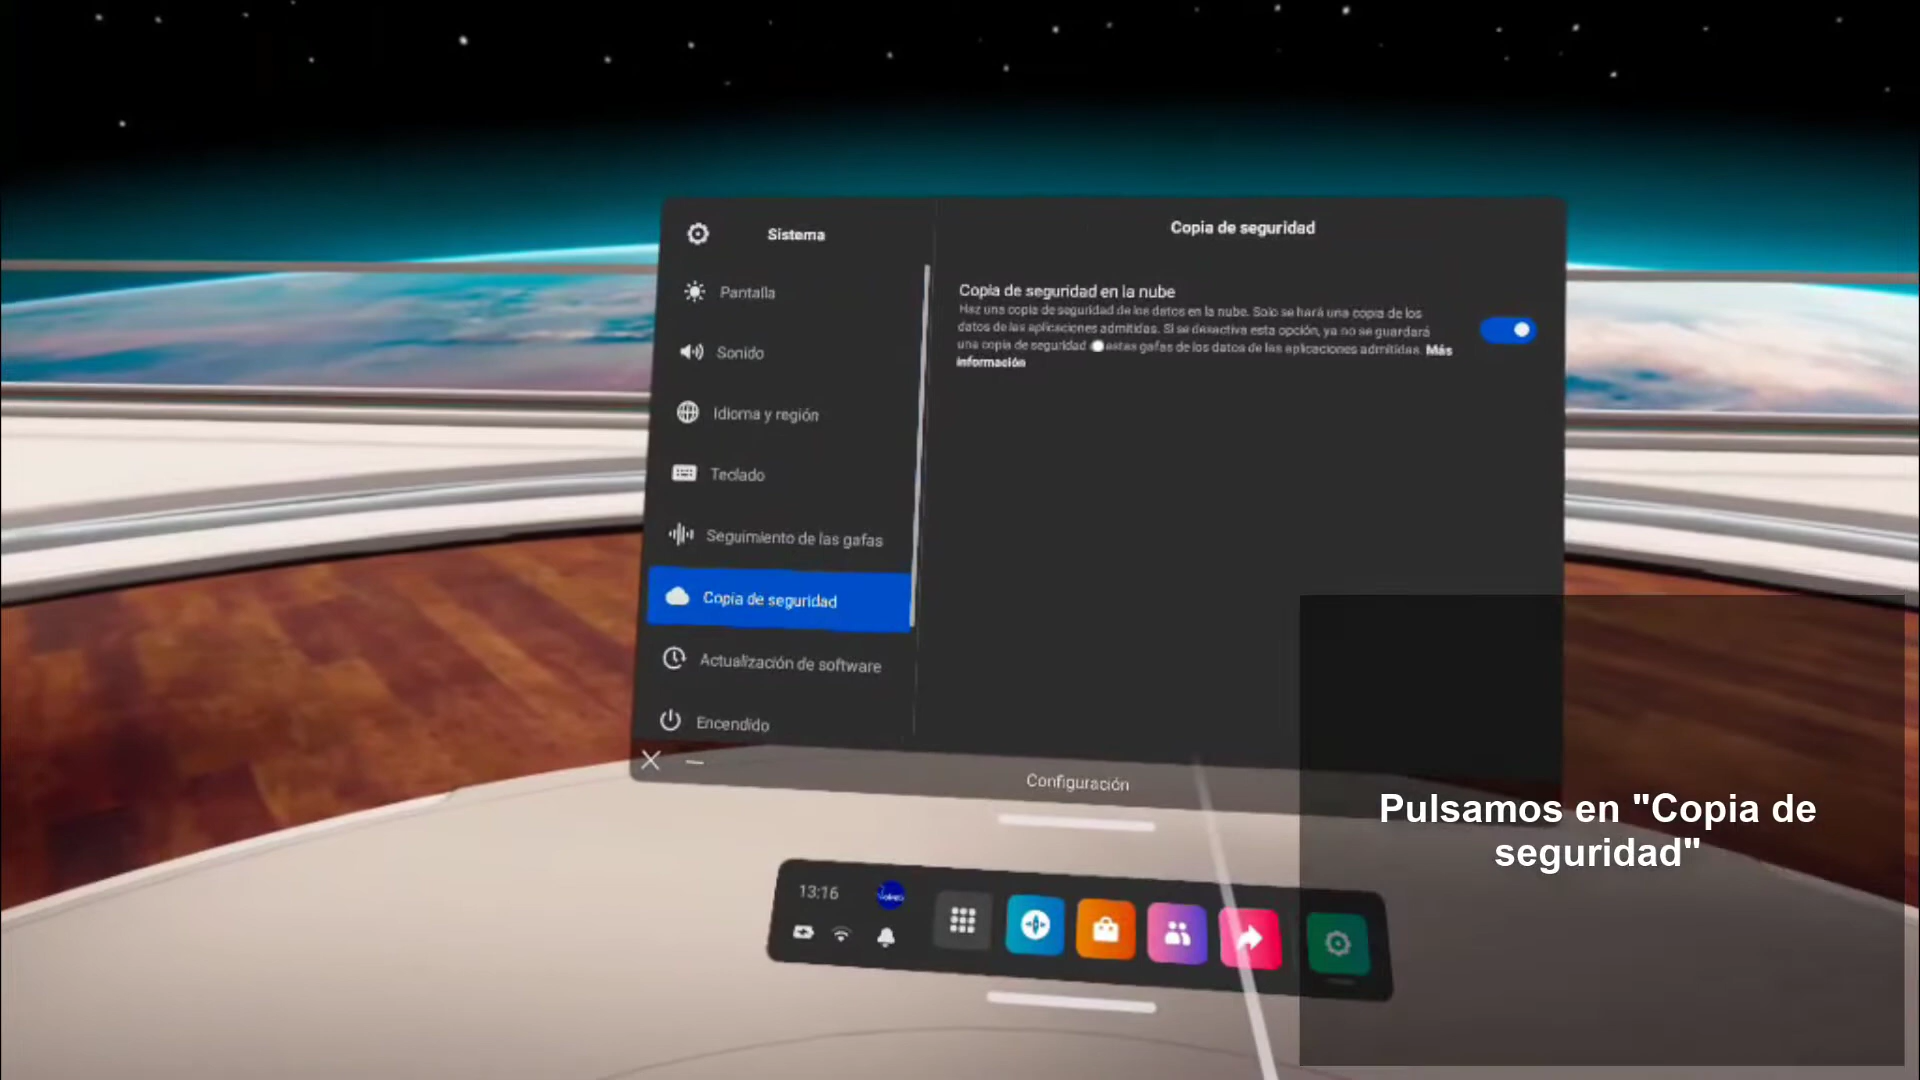 Sistema
Pantalla
Sonido
Idioma y región
Teclado
Seguimiento de las gafas
Copia de seguridad
Actualización de software
Encendido
Copia de seguridad
Copia de seguridad en la nube
Haz una copia de seguridad de los datos en la nube. Solo se hará una copia de los
datos de las aplicaciones admitidas. Si se desactiva esta opción, ya no se guardará
una copia de seguridad estas gafas de los datos de las aplicaciones admitidas. Más
información
Configuración
13:16
Pulsamos en "Copia de
seguridad"